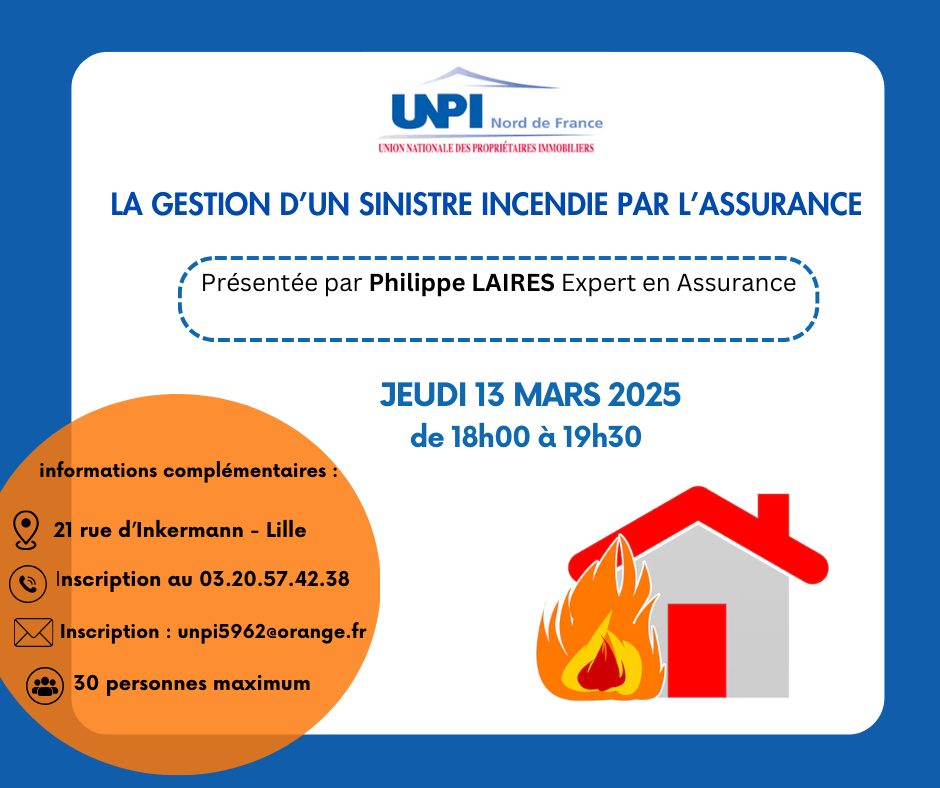 UNPI Nord de France
UNION NATIONALE DES PROPRIÉTAIRES IMMOBILIERS
LA GESTION D'UN SINISTRE INCENDIE PAR L'ASSURANCE
Présentée par Philippe LAIRES Expert en Assurance
JEUDI 13 MARS 2025
de 18h00 à 19h30
informations complémentaires :
21 rue d'Inkermann - Lille
Inscription au 03.20.57.42.38
Inscription : unpi5962@orange.fr
30 personnes maximum